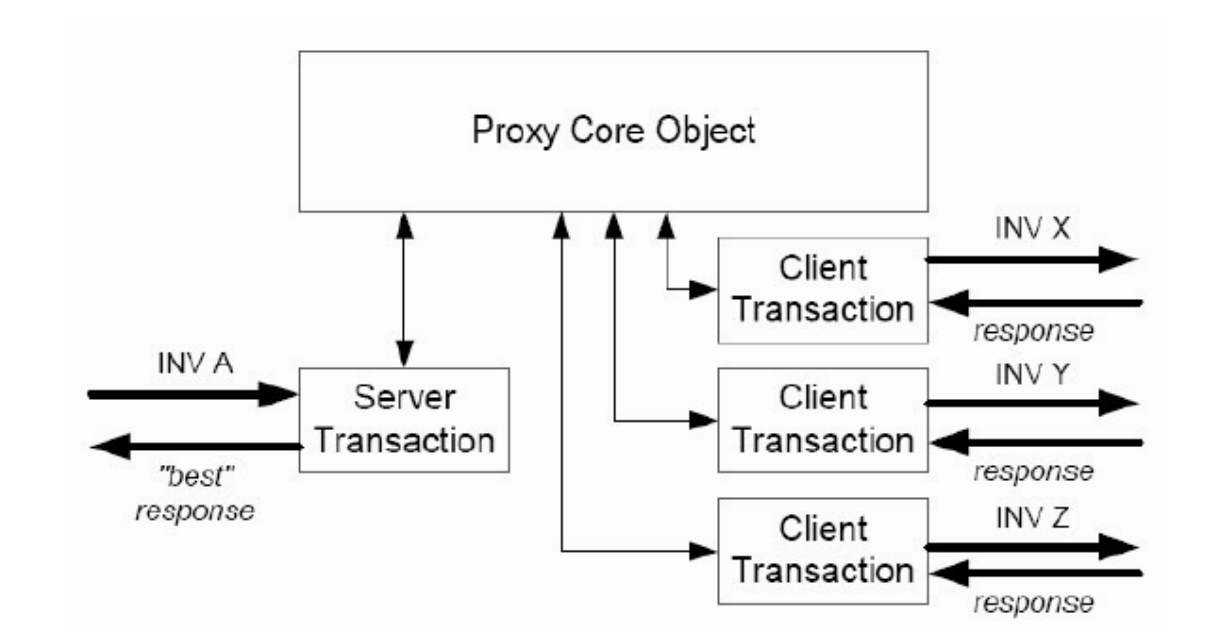 Proxy Core Object
INV X
Client
Transaction
response
INV A
Server
Transaction
"best"
response
INV Y
Client
Transaction
response
INV Z
Client
Transaction
response